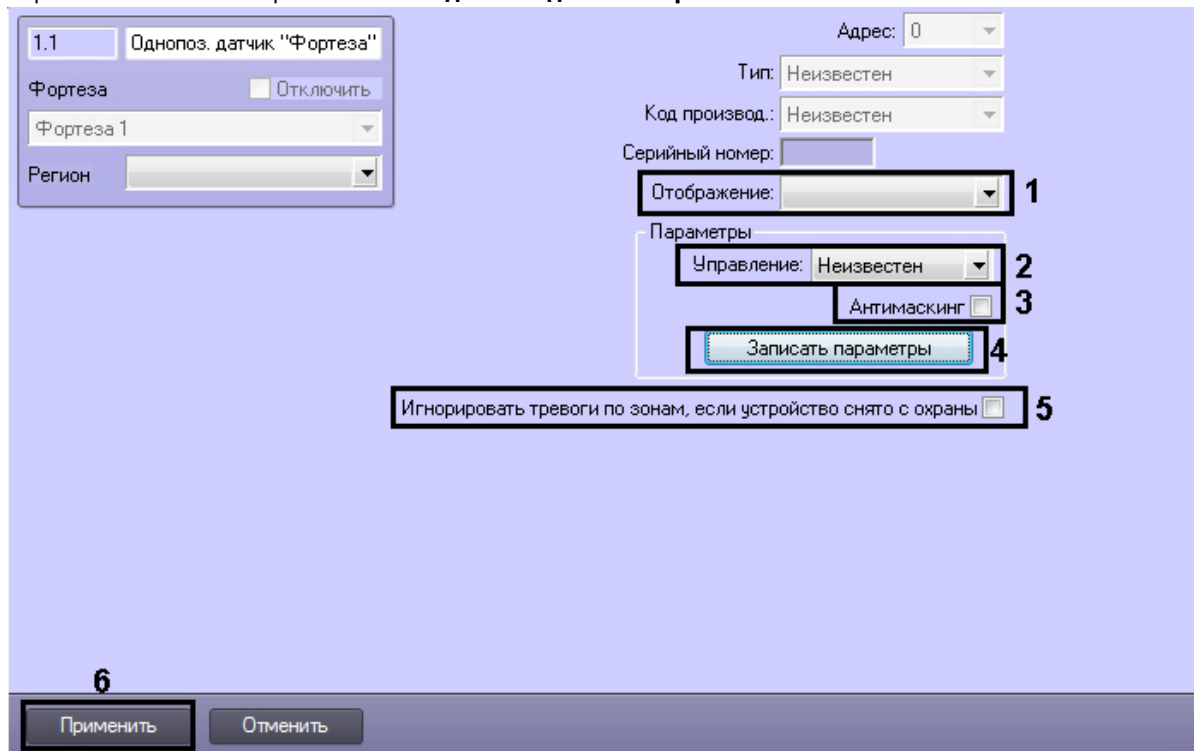 1.1 Однопоз. датчик "Фортеза"
Фортеза Отключить
Фортеза 1
Регион
Адрес: 0
Тип: Неизвестен
Код производ.: Неизвестен
Серийный номер:
Отображение: 1
Параметры
Управление: Неизвестен 2
Антимаскинг 3
Записать параметры 4
Игнорировать тревоги по зонам, если устройство снято с охраны 5
6
Применить Отменить